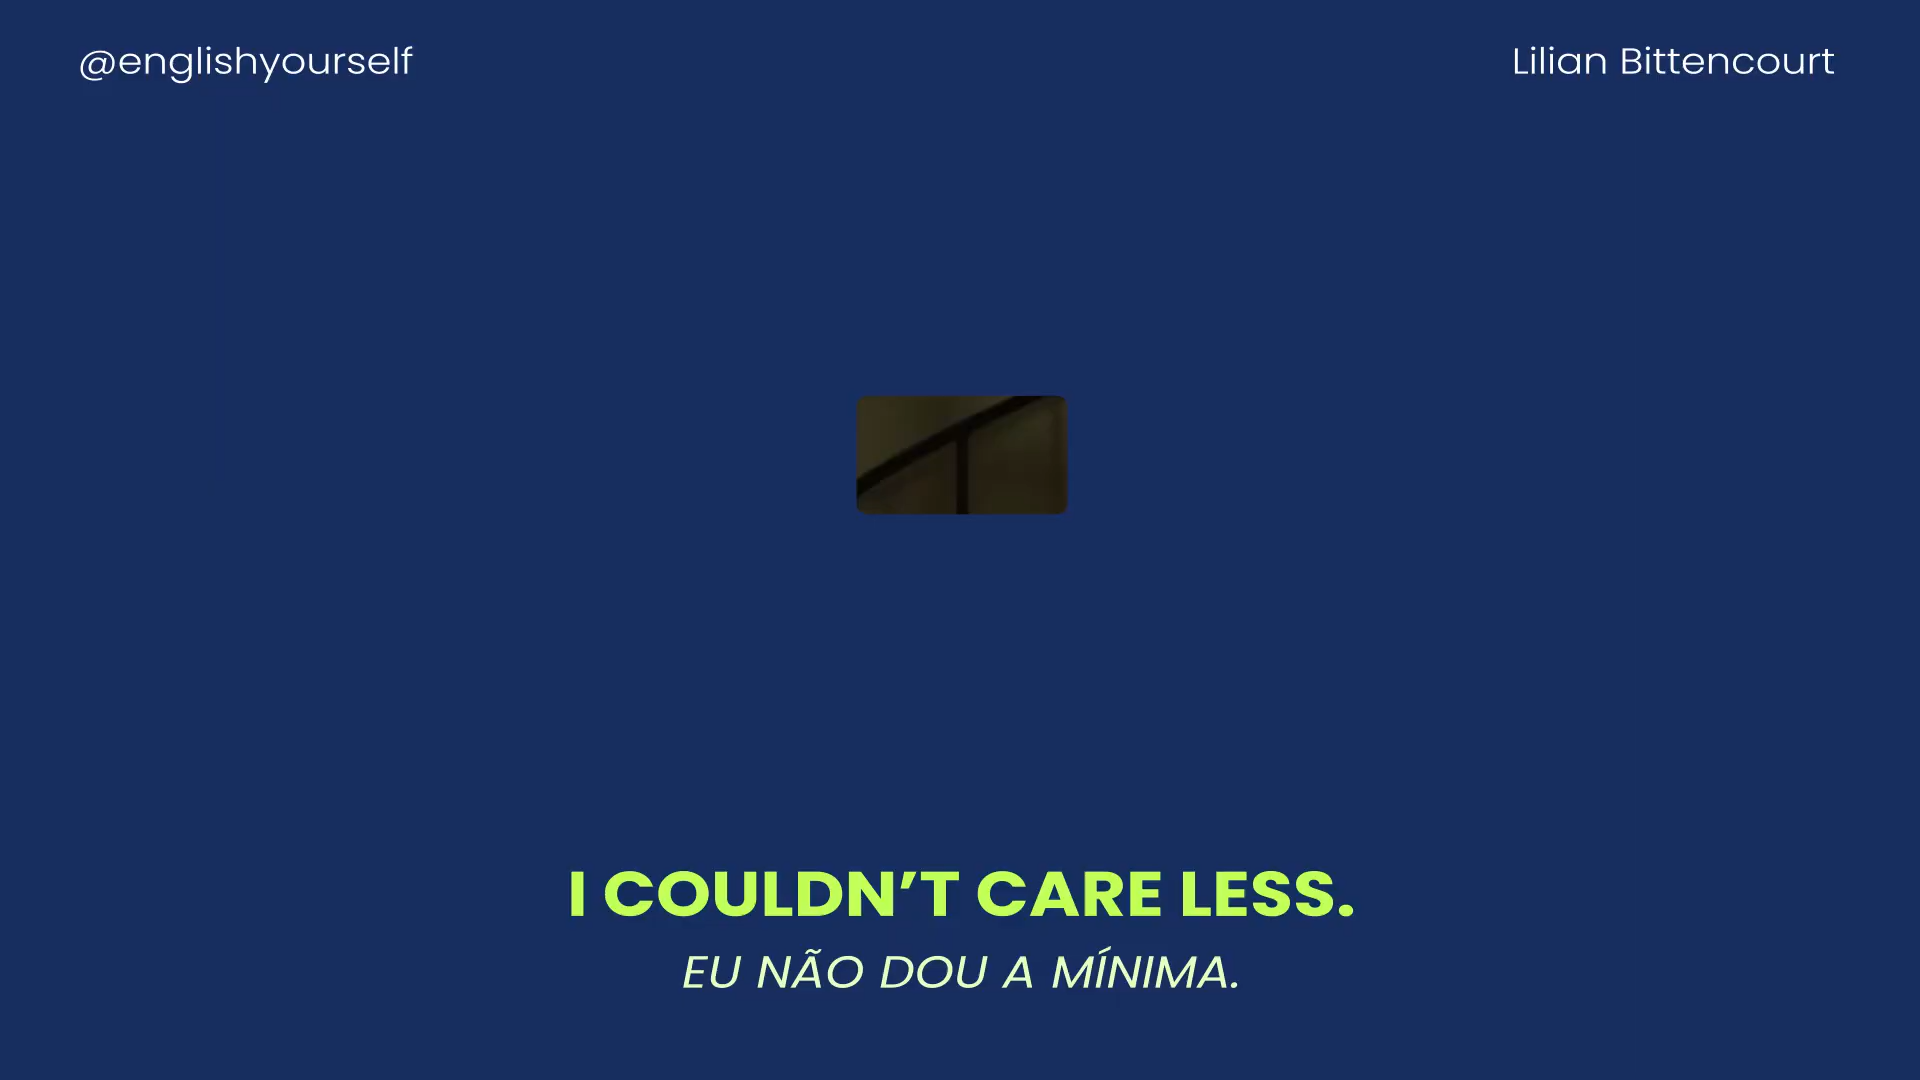 @englishyourself
Lilian Bittencourt
I COULDN’T CARE LESS.
EU NÃO DOU A MÍNIMA.